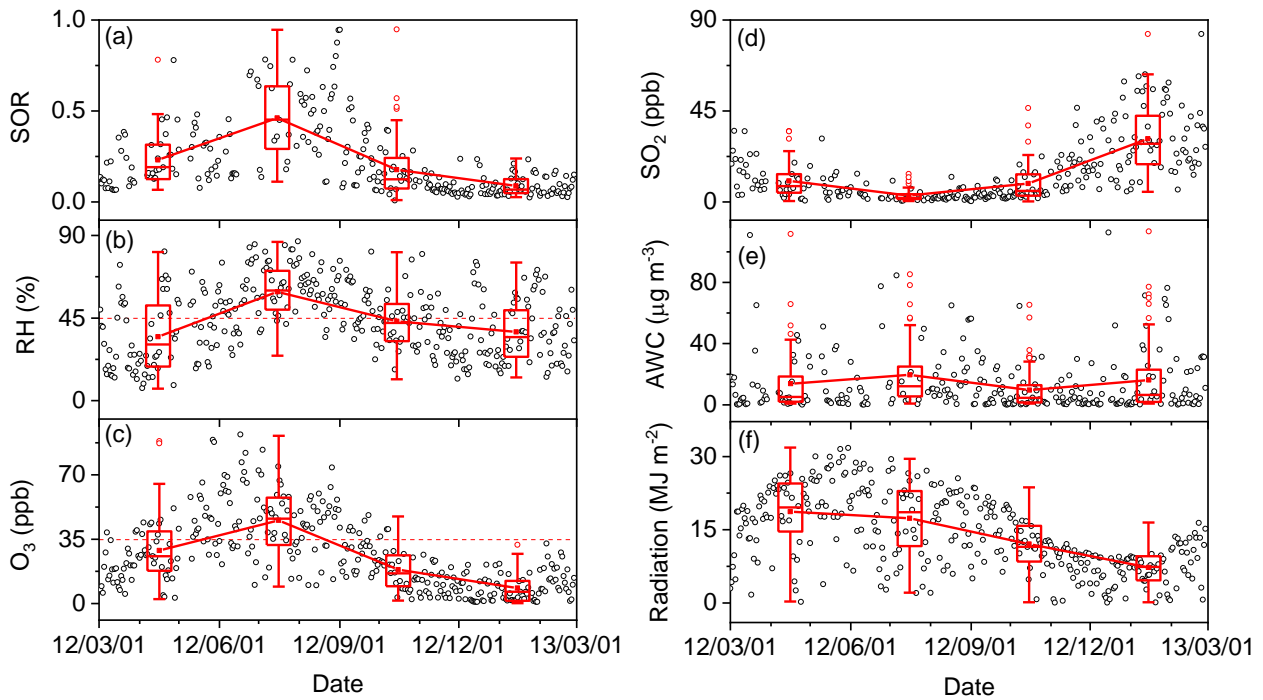 (a)
SOR
1.0
0.5
0.0
(b)
RH (%)
90
45
0
(c)
O₃ (ppb)
70
35
0
12/03/01 12/06/01 12/09/01 12/12/01 13/03/01
Date
(d)
SO₂ (ppb)
90
45
0
(e)
AWC (µg m⁻³)
80
40
0
(f)
Radiation (MJ m⁻²)
30
15
0
12/03/01 12/06/01 12/09/01 12/12/01 13/03/01
Date